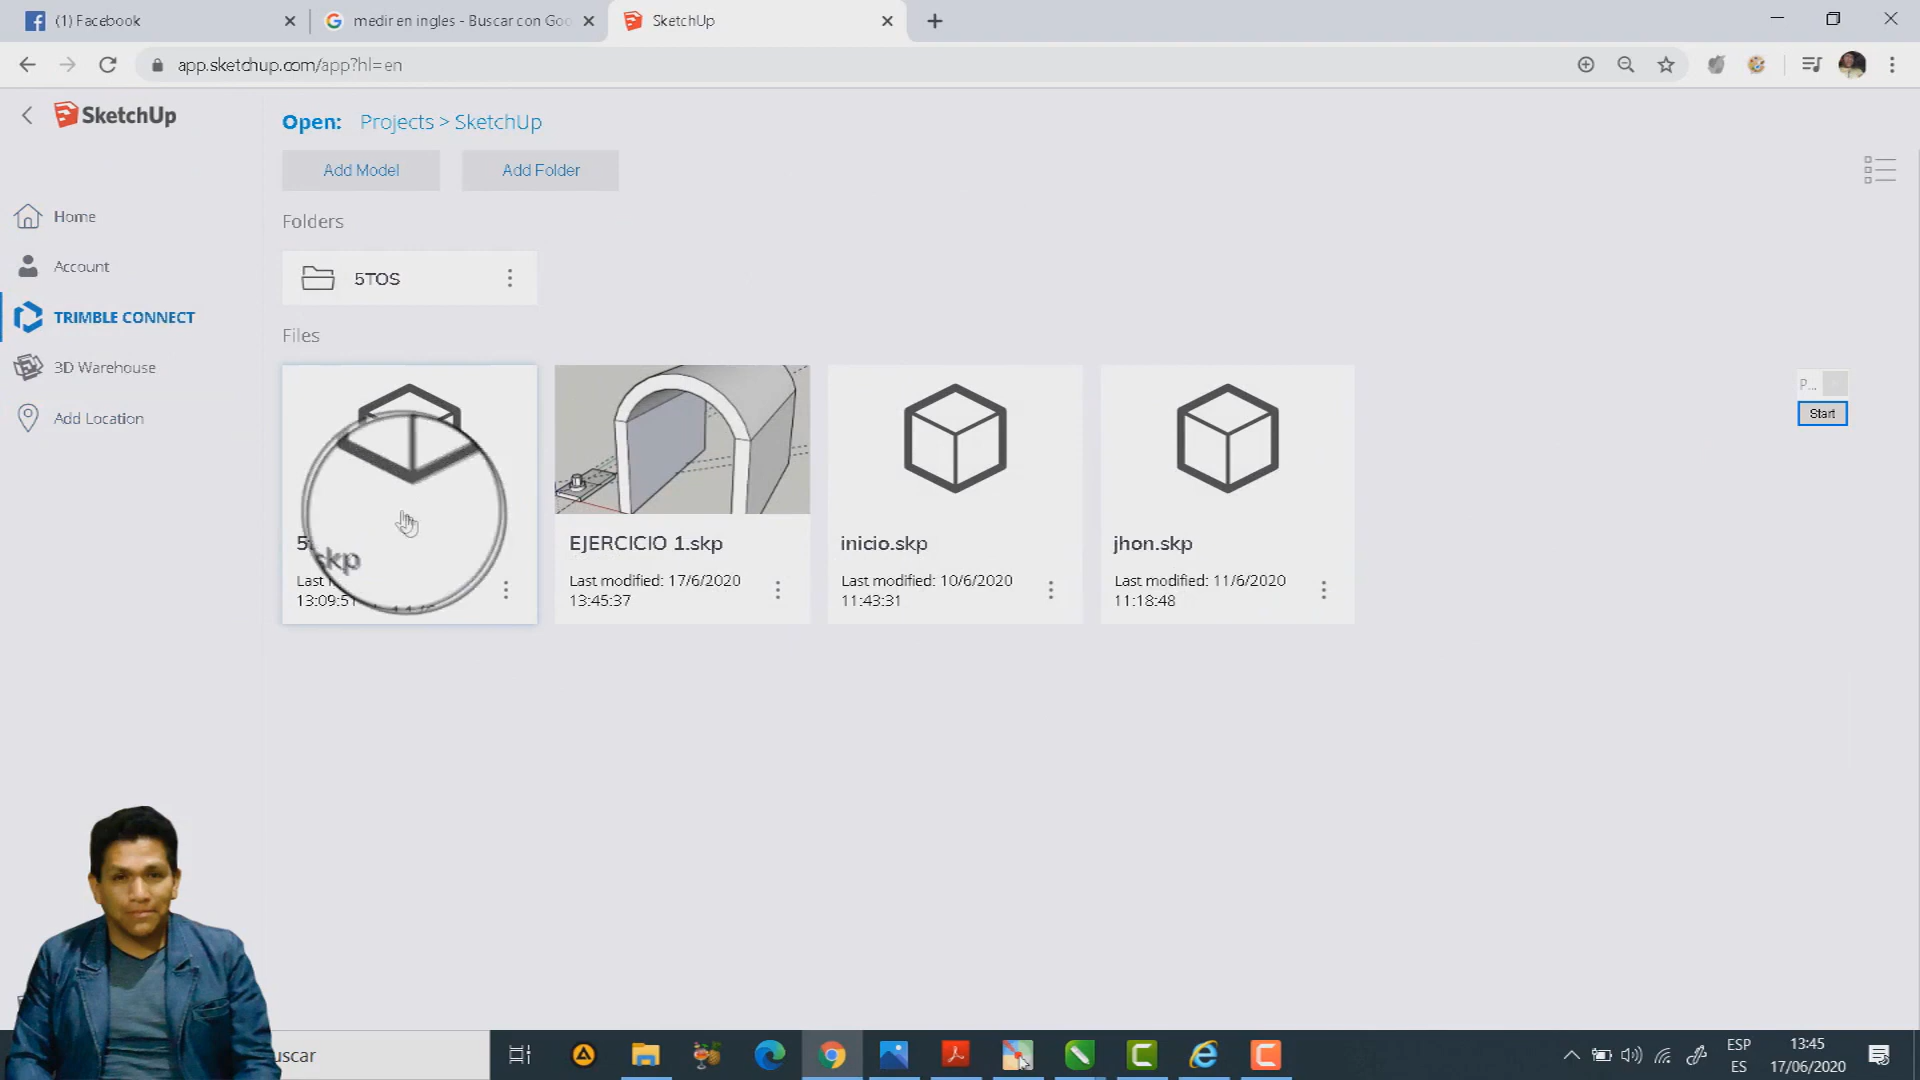 (1) Facebook
medir en ingles - Buscar con Goo
SketchUp
app.sketchup.com/app?hl=en
SketchUp
Open: Projects > SketchUp
Add Model
Add Folder
Home
Account
TRIMBLE CONNECT
3D Warehouse
Add Location
Folders
5TOS
Files
EJERCICIO 1.skp
Last modified: 17/6/2020
13:45:37
inicio.skp
Last modified: 10/6/2020
11:43:31
jhon.skp
Last modified: 11/6/2020
11:18:48
skp
Last
13:09:51
P...
Start
uscar
ESP
ES
13:45
17/06/2020